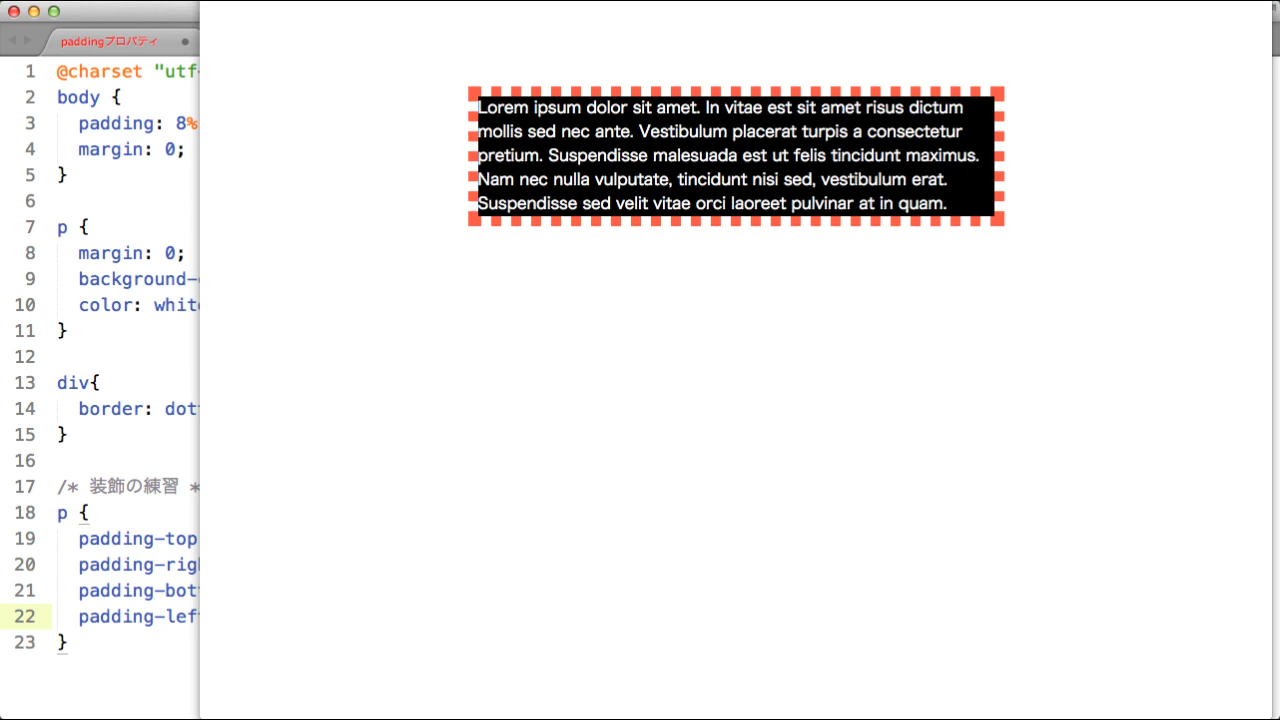 paddingプロパティ
1 @charset "utf-
2 body {
3 padding: 8%
4 margin: 0;
5 }
6
7 p {
8 margin: 0;
9 background-
10 color: white
11 }
12
13 div{
14 border: dot
15 }
16
17 /* 装飾の練習 *
18 p {
19 padding-top
20 padding-rig
21 padding-bot
22 padding-lef
23 }
Lorem ipsum dolor sit amet. In vitae est sit amet risus dictum
mollis sed nec ante. Vestibulum placerat turpis a consectetur
pretium. Suspendisse malesuada est ut felis tincidunt maximus.
Nam nec nulla vulputate, tincidunt nisi sed, vestibulum erat.
Suspendisse sed velit vitae orci laoreet pulvinar at in quam.